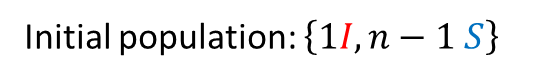 Initial population: {1I, n − 1 S}